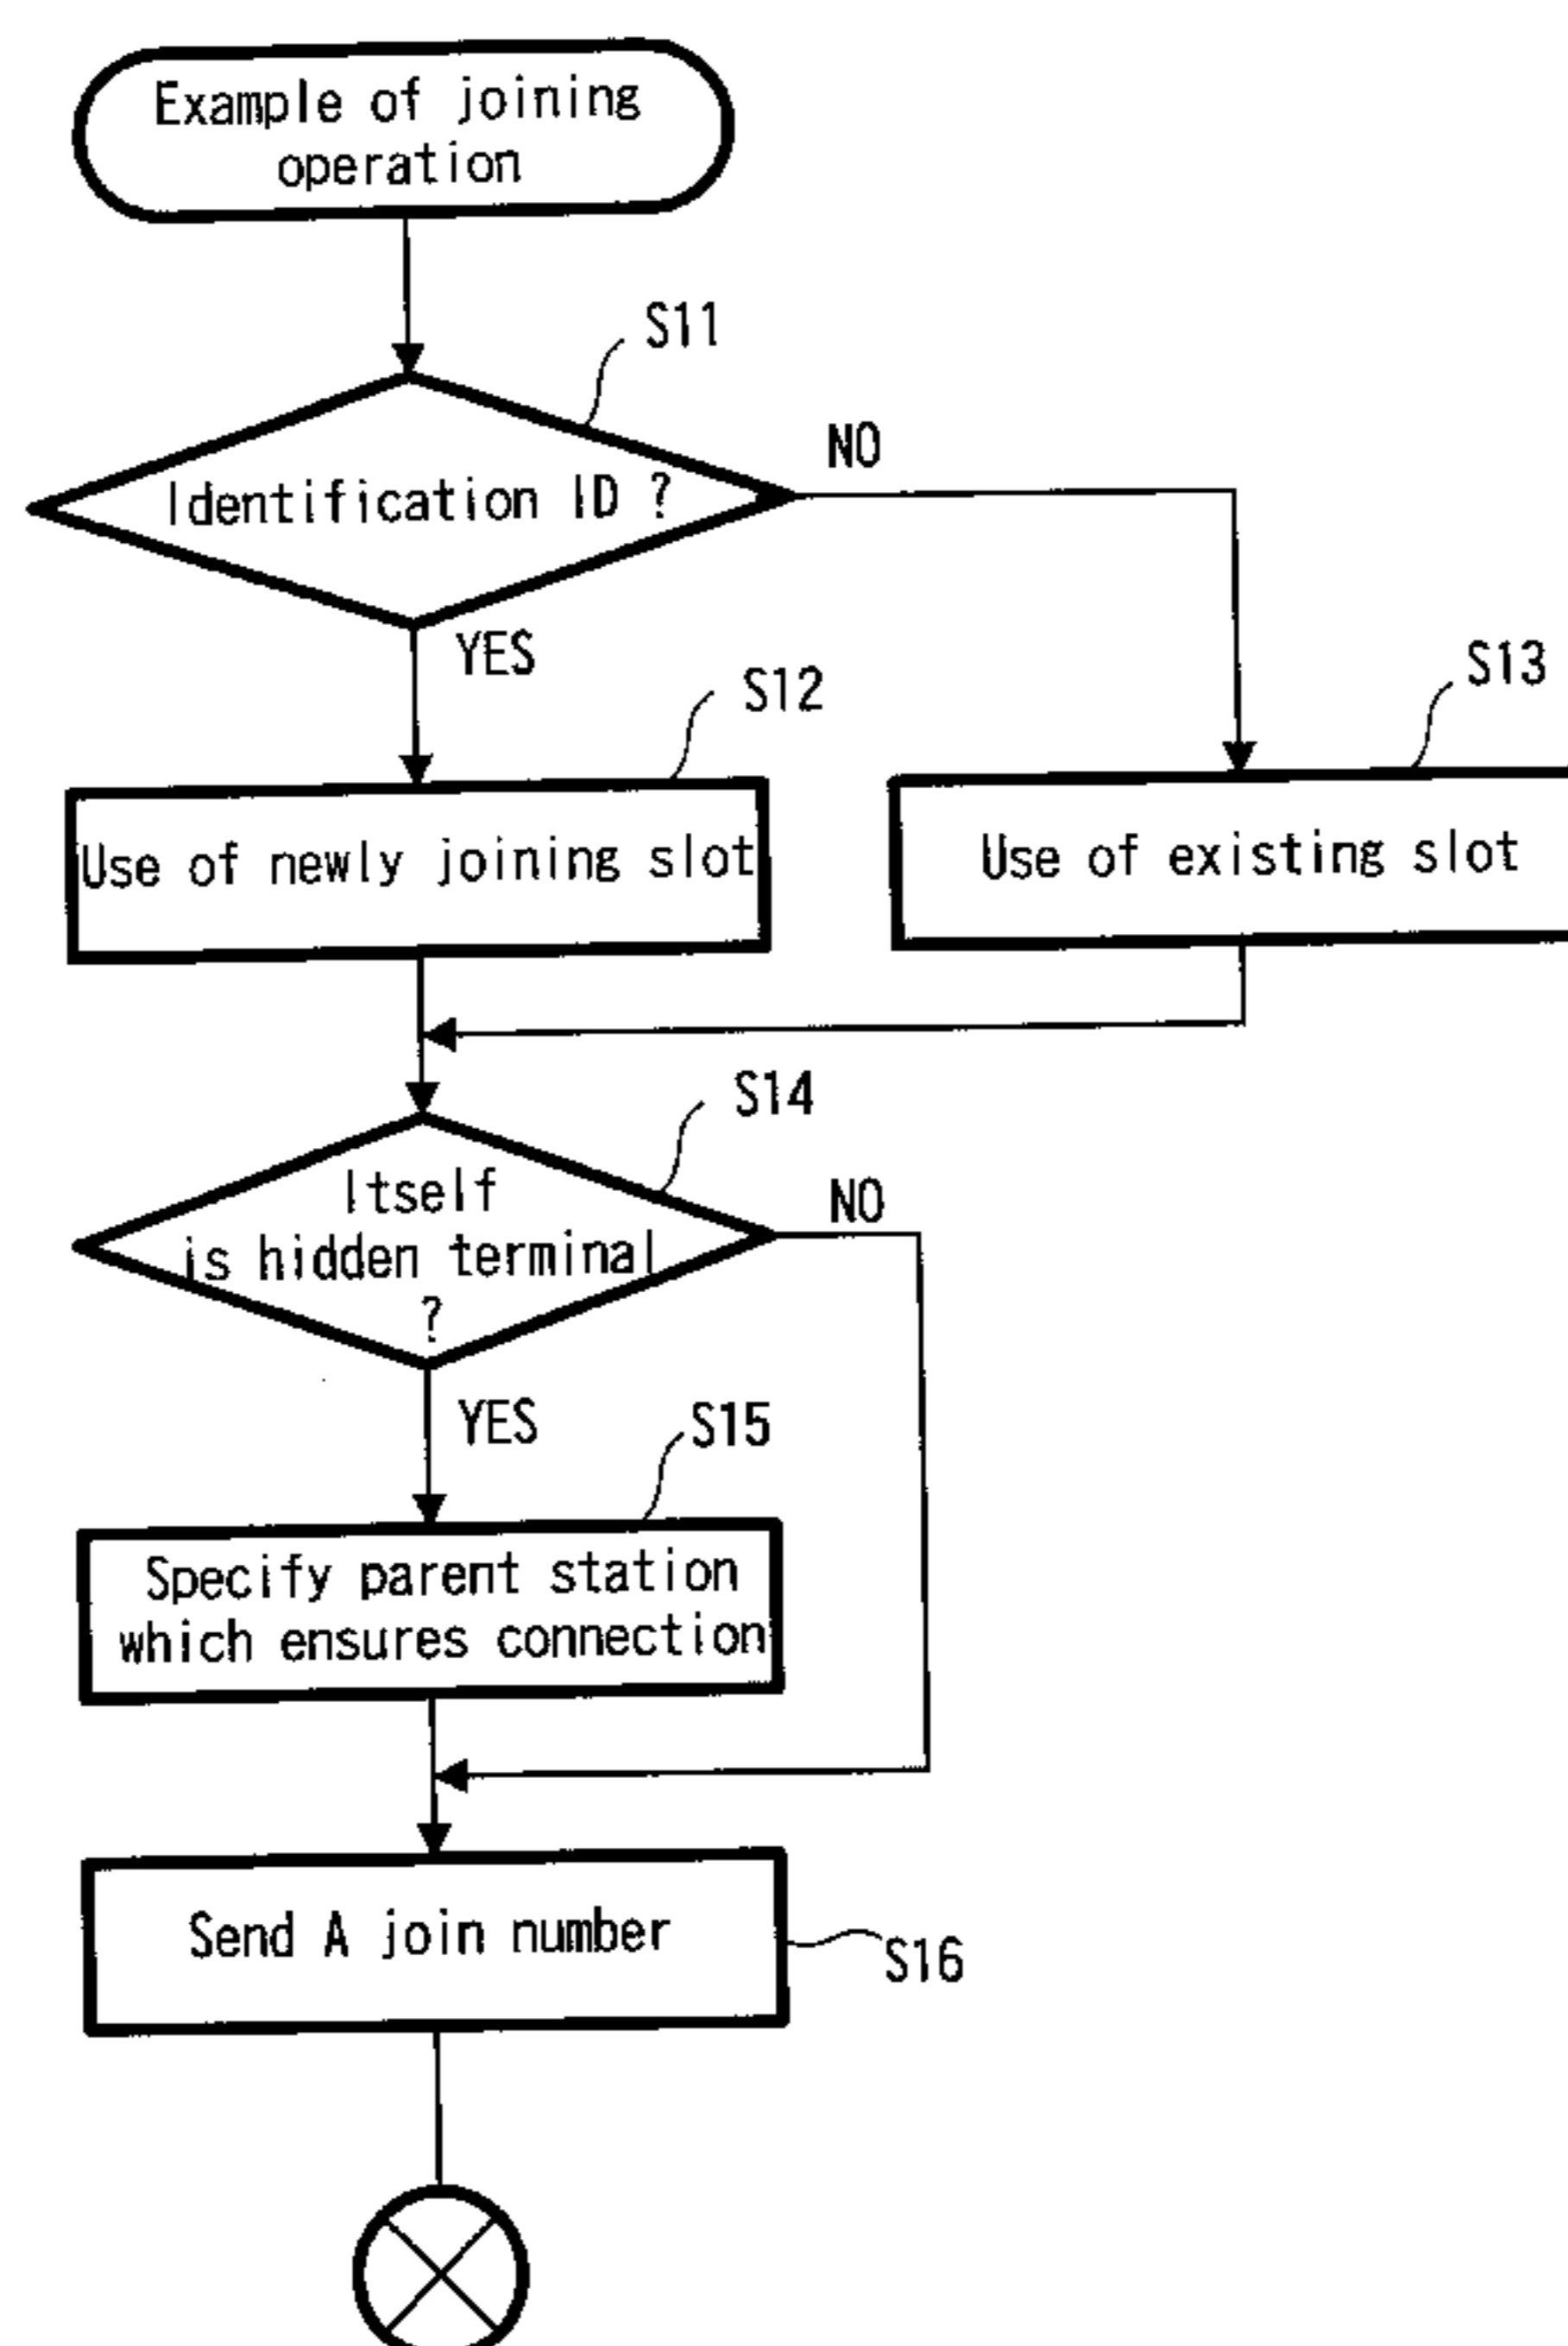 Example of joining
operation
S11
NO
Identification ID ?
YES
S12
S13
Use of newly joining slot
Use of existing slot
S14
Itself
is hidden terminal
?
NO
YES
S15
Specify parent station
which ensures connection
Send A join number
S16